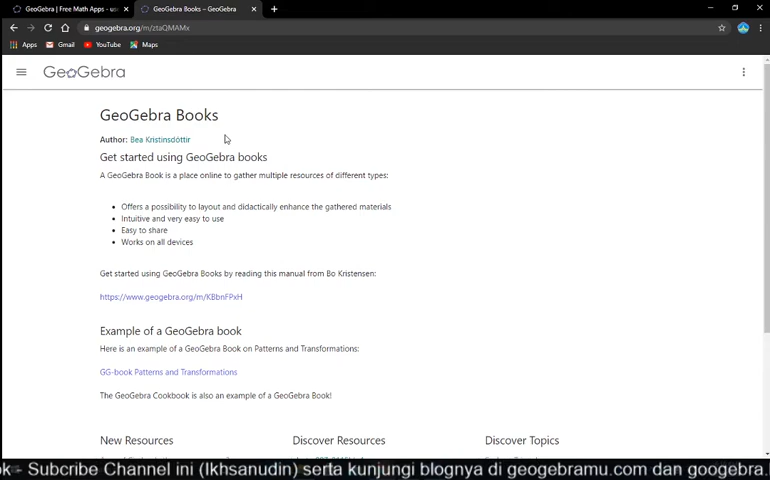 GeoGebra | Free Math Apps - us
GeoGebra Books – GeoGebra
geogebra.org/m/ztaQMAMx
Apps
Gmail
YouTube
Maps
GeoGebra
GeoGebra Books
Author: Bea Kristinsdóttir
Get started using GeoGebra books
A GeoGebra Book is a place online to gather multiple resources of different types:
Offers a possibility to layout and didactically enhance the gathered materials
Intuitive and very easy to use
Easy to share
Works on all devices
Get started using GeoGebra Books by reading this manual from Bo Kristensen:
https://www.geogebra.org/m/KBbnFPxH
Example of a GeoGebra book
Here is an example of a GeoGebra Book on Patterns and Transformations:
GG-book Patterns and Transformations
The GeoGebra Cookbook is also an example of a GeoGebra Book!
New Resources
Discover Resources
Discover Topics
ok - Subcribe Channel ini (Ikhsanudin) serta kunjungi blognya di geogebramu.com dan goo​gebra.